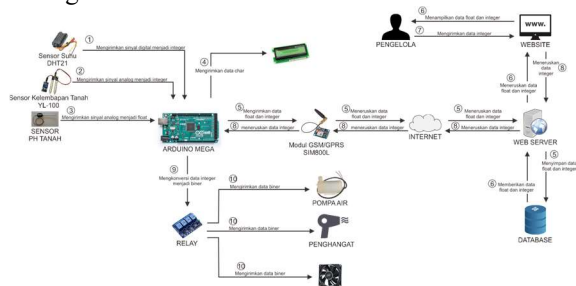 ① Mengirimkan sinyal digital menjadi integer
Sensor Suhu
DHT21
② Mengirimkan sinyal analog menjadi integer
Sensor Kelembapan Tanah
YL-100
③ Mengirimkan sinyal analog menjadi float
SENSOR
PH TANAH
④
Mengirimkan data char
ARDUINO MEGA
⑤
Mengirimkan data
float dan integer
⑧ meneruskan data integer
Modul GSM/GPRS
SIM800L
⑤
Meneruskan data
float dan integer
⑧ meneruskan data integer
INTERNET
⑤
Meneruskan data
float dan integer
⑧ Meneruskan data integer
WEB SERVER
⑥
Menampilkan data float dan integer
⑦ Mengirimkan data integer
PENGELOLA
www.
WEBSITE
⑥
Meneruskan data
float dan integer
Meneruskan
data
integer
⑧
⑤
Menyimpan data
float dan integer
⑥ Memberikan data
float dan integer
DATABASE
⑨
Mengkonversi data integer
menjadi biner
RELAY
⑩
Mengirimkan data biner
POMPA AIR
⑩
Mengirimkan data biner
PENGHANGAT
⑩
Mengirimkan data biner